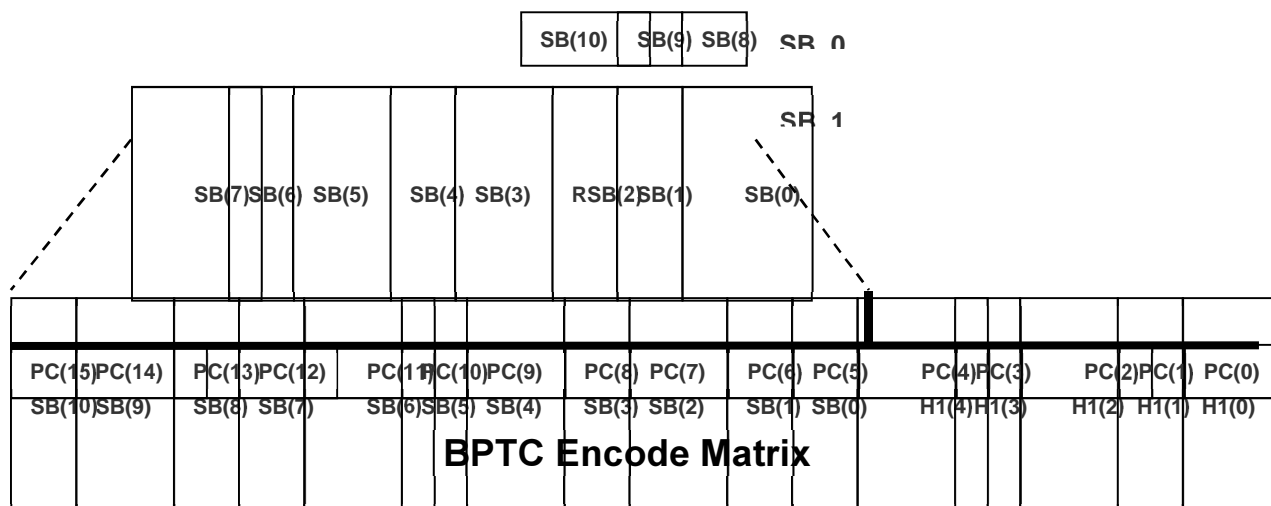 SB(10) SB(9) SB(8) SB 0
SB 1
SB(7) SB(6) SB(5) SB(4) SB(3) RSB(2) SB(1) SB(0)
PC(15) PC(14) PC(13) PC(12) PC(11) PC(10) PC(9) PC(8) PC(7) PC(6) PC(5) PC(4) PC(3) PC(2) PC(1) PC(0)
SB(10) SB(9) SB(8) SB(7) SB(6) SB(5) SB(4) SB(3) SB(2) SB(1) SB(0) H1(4) H1(3) H1(2) H1(1) H1(0)
BPTC Encode Matrix